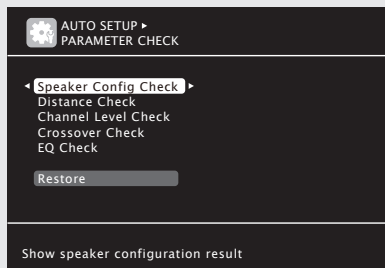 AUTO SETUP ▸
PARAMETER CHECK
◂ Speaker Config Check ▸
Distance Check
Channel Level Check
Crossover Check
EQ Check
Restore
Show speaker configuration result